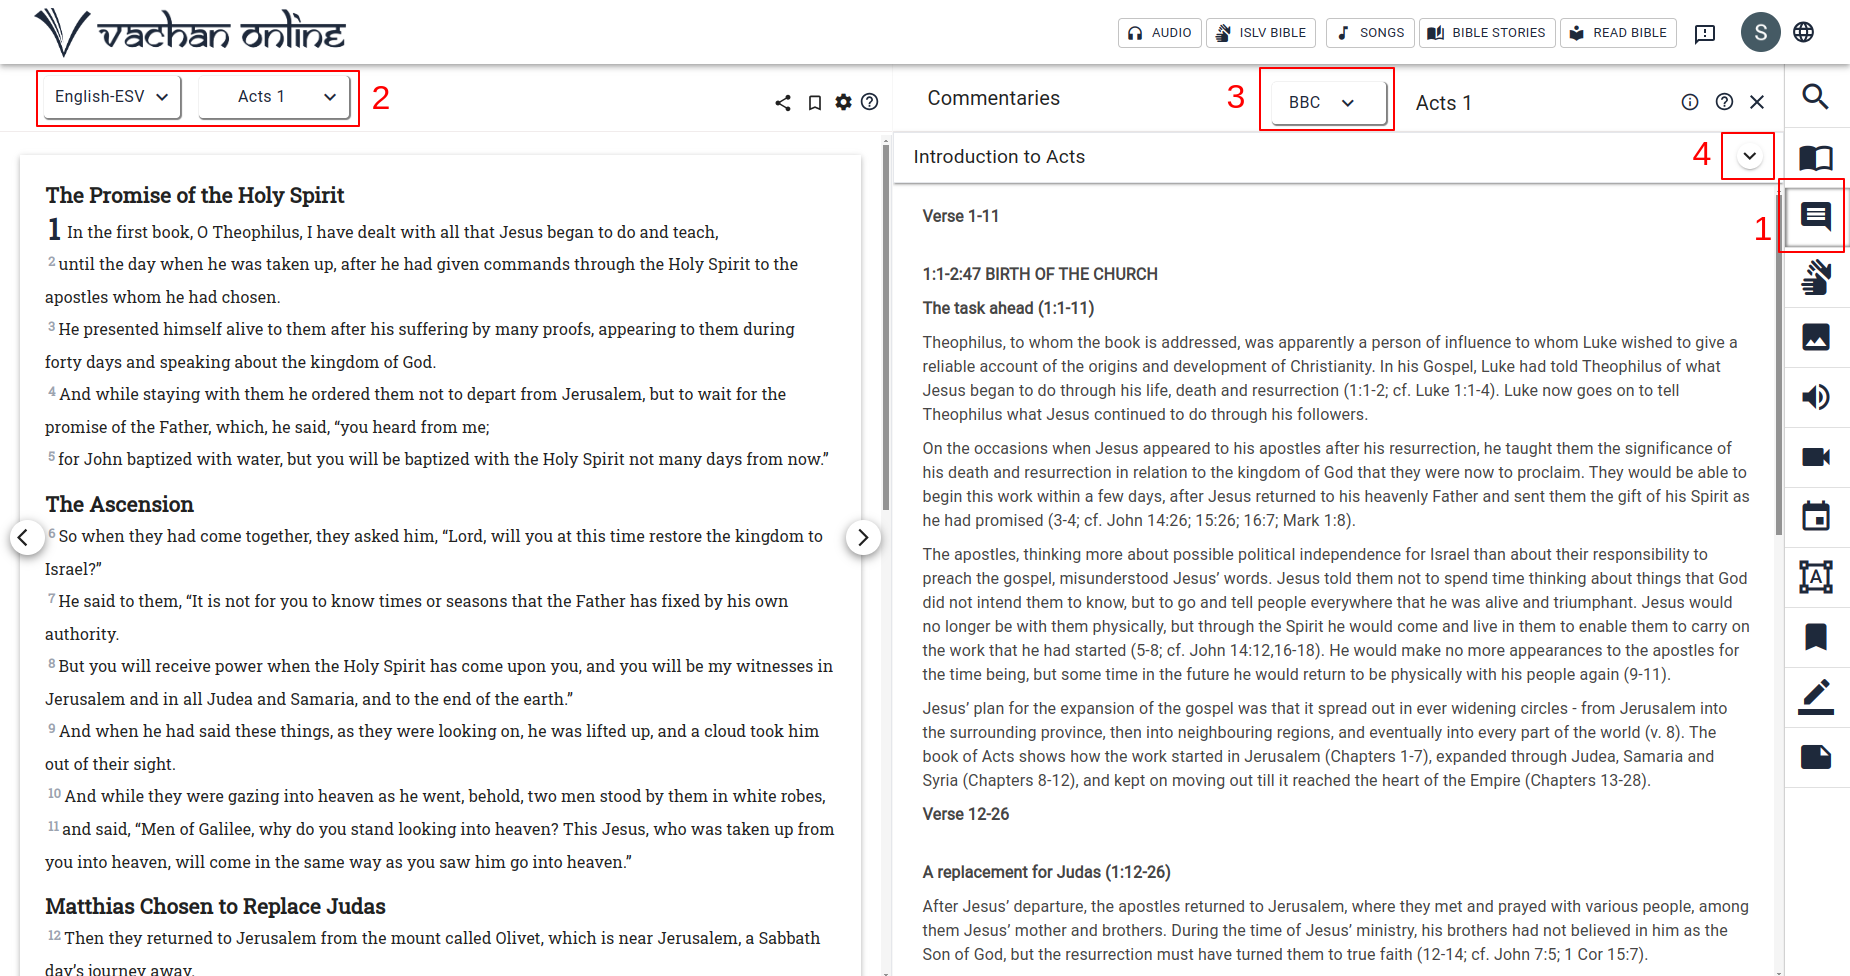 vachan online
AUDIO
ISLV BIBLE
SONGS
BIBLE STORIES
READ BIBLE
S
English-ESV
Acts 1
2
Commentaries
3
BBC
Acts 1
Introduction to Acts
4
1
The Promise of the Holy Spirit
1 In the first book, O Theophilus, I have dealt with all that Jesus began to do and teach,
2 until the day when he was taken up, after he had given commands through the Holy Spirit to the
apostles whom he had chosen.
3 He presented himself alive to them after his suffering by many proofs, appearing to them during
forty days and speaking about the kingdom of God.
4 And while staying with them he ordered them not to depart from Jerusalem, but to wait for the
promise of the Father, which, he said, “you heard from me;
5 for John baptized with water, but you will be baptized with the Holy Spirit not many days from now.”
The Ascension
6 So when they had come together, they asked him, “Lord, will you at this time restore the kingdom to
Israel?”
7 He said to them, “It is not for you to know times or seasons that the Father has fixed by his own
authority.
8 But you will receive power when the Holy Spirit has come upon you, and you will be my witnesses in
Jerusalem and in all Judea and Samaria, and to the end of the earth.”
9 And when he had said these things, as they were looking on, he was lifted up, and a cloud took him
out of their sight.
10 And while they were gazing into heaven as he went, behold, two men stood by them in white robes,
11 and said, “Men of Galilee, why do you stand looking into heaven? This Jesus, who was taken up from
you into heaven, will come in the same way as you saw him go into heaven.”
Matthias Chosen to Replace Judas
12 Then they returned to Jerusalem from the mount called Olivet, which is near Jerusalem, a Sabbath
day’s journey away.
Verse 1-11
1:1-2:47 BIRTH OF THE CHURCH
The task ahead (1:1-11)
Theophilus, to whom the book is addressed, was apparently a person of influence to whom Luke wished to give a
reliable account of the origins and development of Christianity. In his Gospel, Luke had told Theophilus of what
Jesus began to do through his life, death and resurrection (1:1-2; cf. Luke 1:1-4). Luke now goes on to tell
Theophilus what Jesus continued to do through his followers.
On the occasions when Jesus appeared to his apostles after his resurrection, he taught them the significance of
his death and resurrection in relation to the kingdom of God that they were now to proclaim. They would be able to
begin this work within a few days, after Jesus returned to his heavenly Father and sent them the gift of his Spirit as
he had promised (3-4; cf. John 14:26; 15:26; 16:7; Mark 1:8).
The apostles, thinking more about possible political independence for Israel than about their responsibility to
preach the gospel, misunderstood Jesus’ words. Jesus told them not to spend time thinking about things that God
did not intend them to know, but to go and tell people everywhere that he was alive and triumphant. Jesus would
no longer be with them physically, but through the Spirit he would come and live in them to enable them to carry on
the work that he had started (5-8; cf. John 14:12,16-18). He would make no more appearances to the apostles for
the time being, but some time in the future he would return to be physically with his people again (9-11).
Jesus’ plan for the expansion of the gospel was that it spread out in ever widening circles - from Jerusalem into
the surrounding province, then into neighbouring regions, and eventually into every part of the world (v. 8). The
book of Acts shows how the work started in Jerusalem (Chapters 1-7), expanded through Judea, Samaria and
Syria (Chapters 8-12), and kept on moving out till it reached the heart of the Empire (Chapters 13-28).
Verse 12-26
A replacement for Judas (1:12-26)
After Jesus’ departure, the apostles returned to Jerusalem, where they met and prayed with various people, among
them Jesus’ mother and brothers. During the time of Jesus’ ministry, his brothers had not believed in him as the
Son of God, but the resurrection must have turned them to true faith (12-14; cf. John 7:5; 1 Cor 15:7).
A